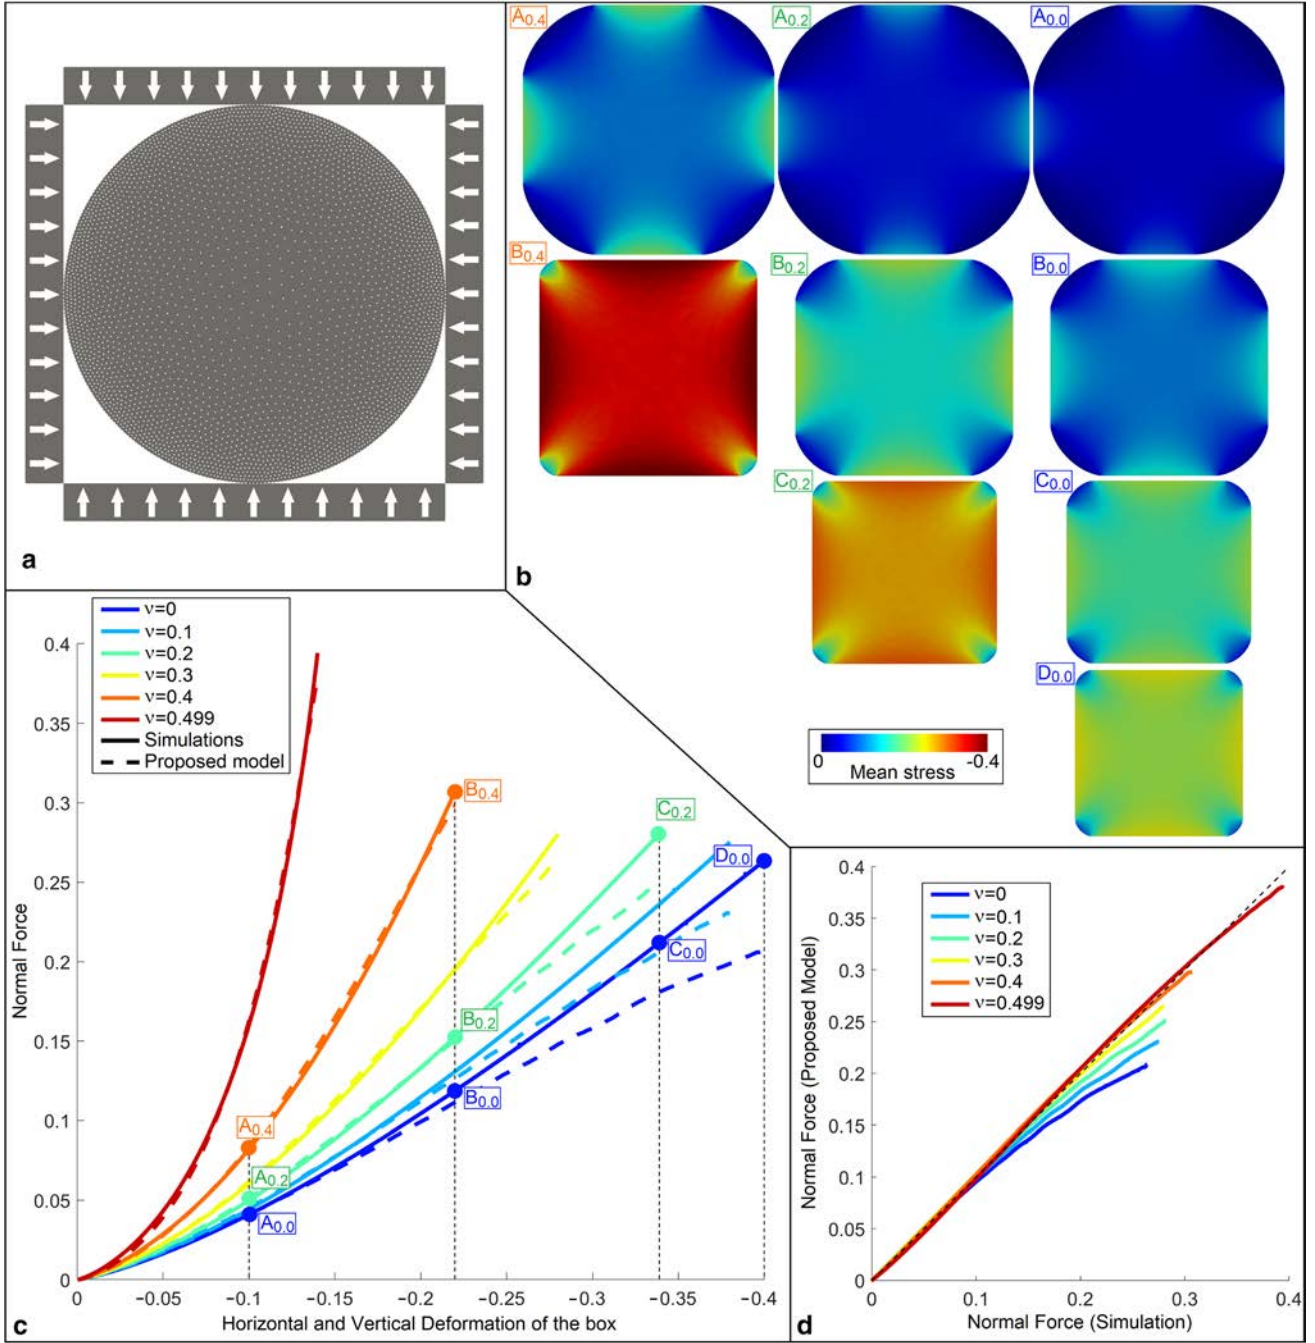 A0.4
A0.2
A0.0
B0.4
B0.2
B0.0
C0.2
C0.0
D0.0
0
-0.4
Mean stress
a
b
ν=0
ν=0.1
ν=0.2
ν=0.3
ν=0.4
ν=0.499
Simulations
Proposed model
0.4
0.35
0.3
0.25
0.2
0.15
0.1
0.05
0
Normal Force
B0.4
C0.2
D0.0
C0.0
B0.2
B0.0
A0.4
A0.2
A0.0
0 −0.05 −0.1 −0.15 −0.2 −0.25 −0.3 −0.35 −0.4
Horizontal and Vertical Deformation of the box
c
ν=0
ν=0.1
ν=0.2
ν=0.3
ν=0.4
ν=0.499
0.4
0.35
0.3
0.25
0.2
0.15
0.1
0.05
0
Normal Force (Proposed Model)
0 0.1 0.2 0.3 0.4
Normal Force (Simulation)
d